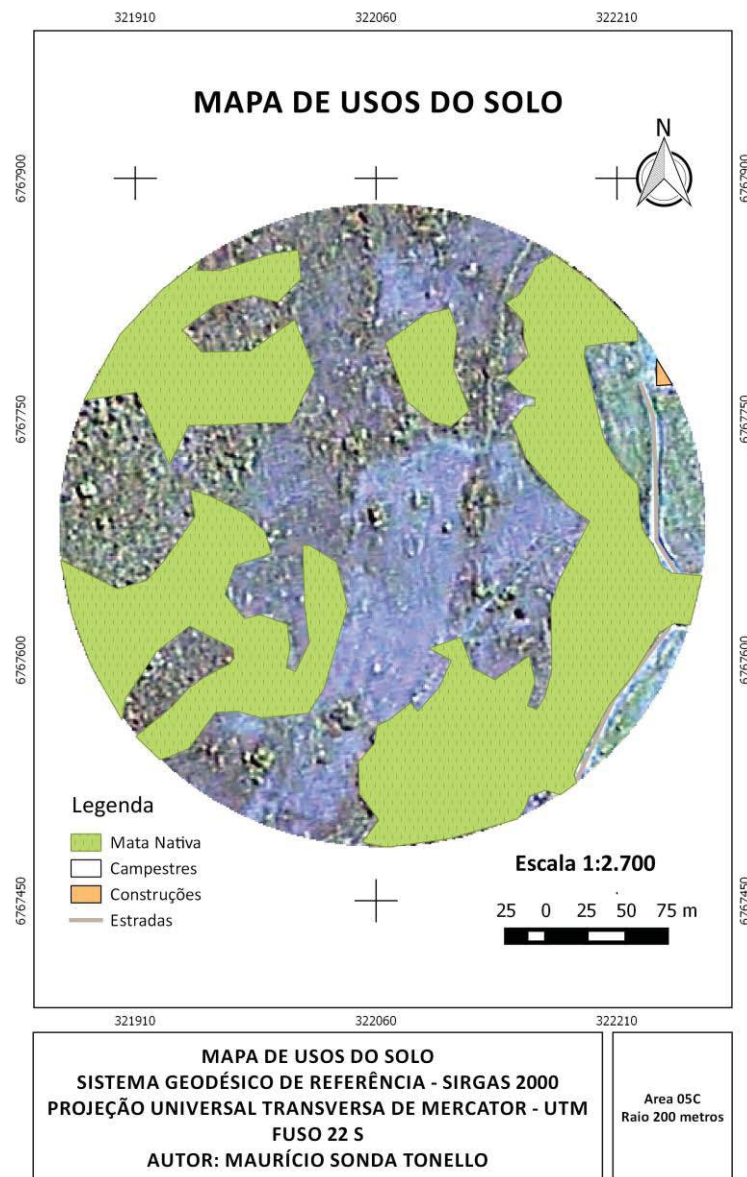 321910 322060 322210
MAPA DE USOS DO SOLO
N
6767900 6767900
6767750 6767750
6767600 6767600
Legenda
Mata Nativa
Campestres
Construções
Estradas
Escala 1:2.700
25 0 25 50 75 m
6767450 6767450
321910 322060 322210
MAPA DE USOS DO SOLO
SISTEMA GEODÉSICO DE REFERÊNCIA - SIRGAS 2000
PROJEÇÃO UNIVERSAL TRANSVERSA DE MERCATOR - UTM
FUSO 22 S
AUTOR: MAURÍCIO SONDA TONELLO
Area 05C
Raio 200 metros